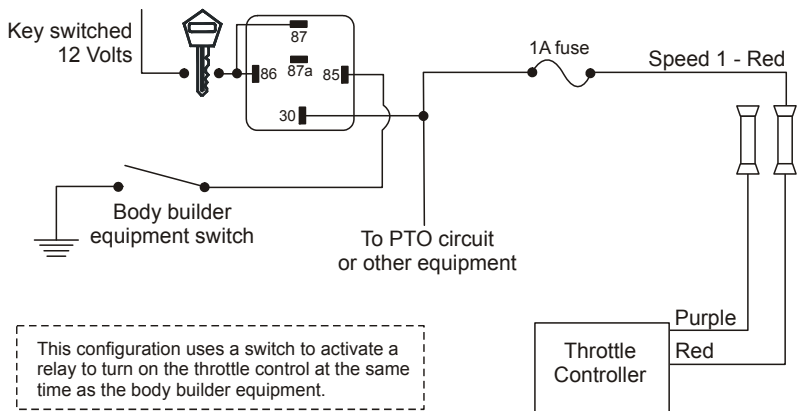 Key switched
12 Volts
87
86
87a
85
30
1A fuse
Speed 1 - Red
Body builder
equipment switch
To PTO circuit
or other equipment
This configuration uses a switch to activate a
relay to turn on the throttle control at the same
time as the body builder equipment.
Throttle
Controller
Purple
Red